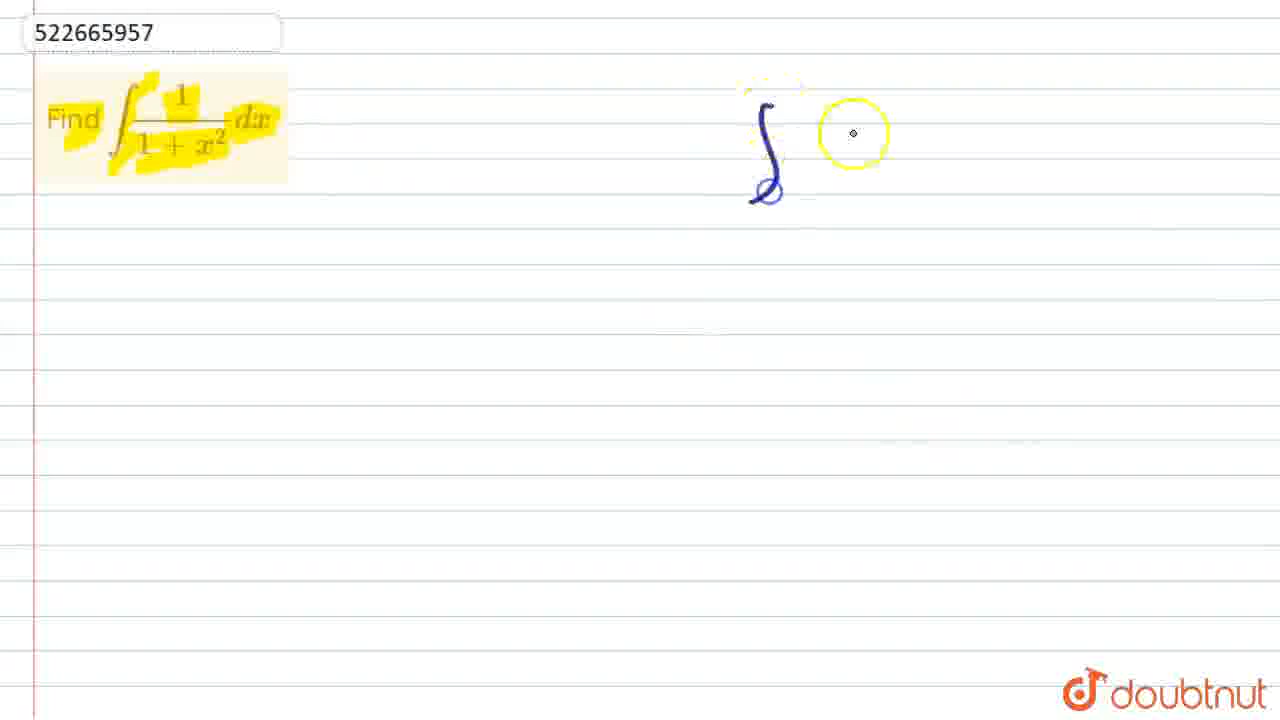 522665957
Find ∫ 1/(1 + x²) dx
∫
doubtnut